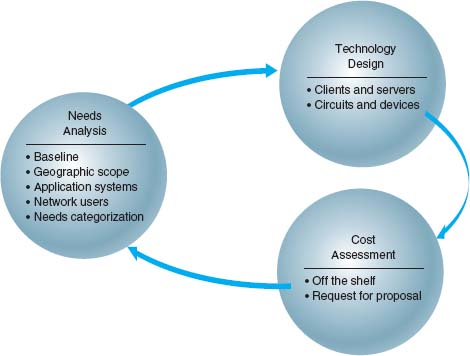 Needs
Analysis
• Baseline
• Geographic scope
• Application systems
• Network users
• Needs categorization
Technology
Design
• Clients and servers
• Circuits and devices
Cost
Assessment
• Off the shelf
• Request for proposal